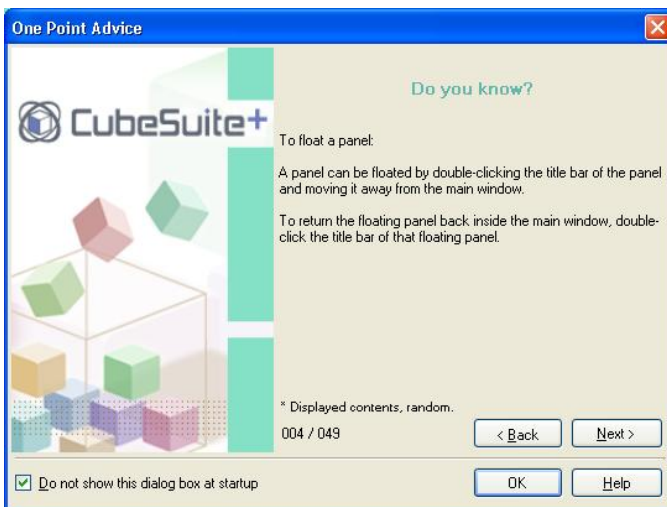 One Point Advice
CubeSuite+
Do you know?
To float a panel:
A panel can be floated by double-clicking the title bar of the panel
and moving it away from the main window.
To return the floating panel back inside the main window, double-
click the title bar of that floating panel.
* Displayed contents, random.
004 / 049
< Back
Next >
Do not show this dialog box at startup
OK
Help